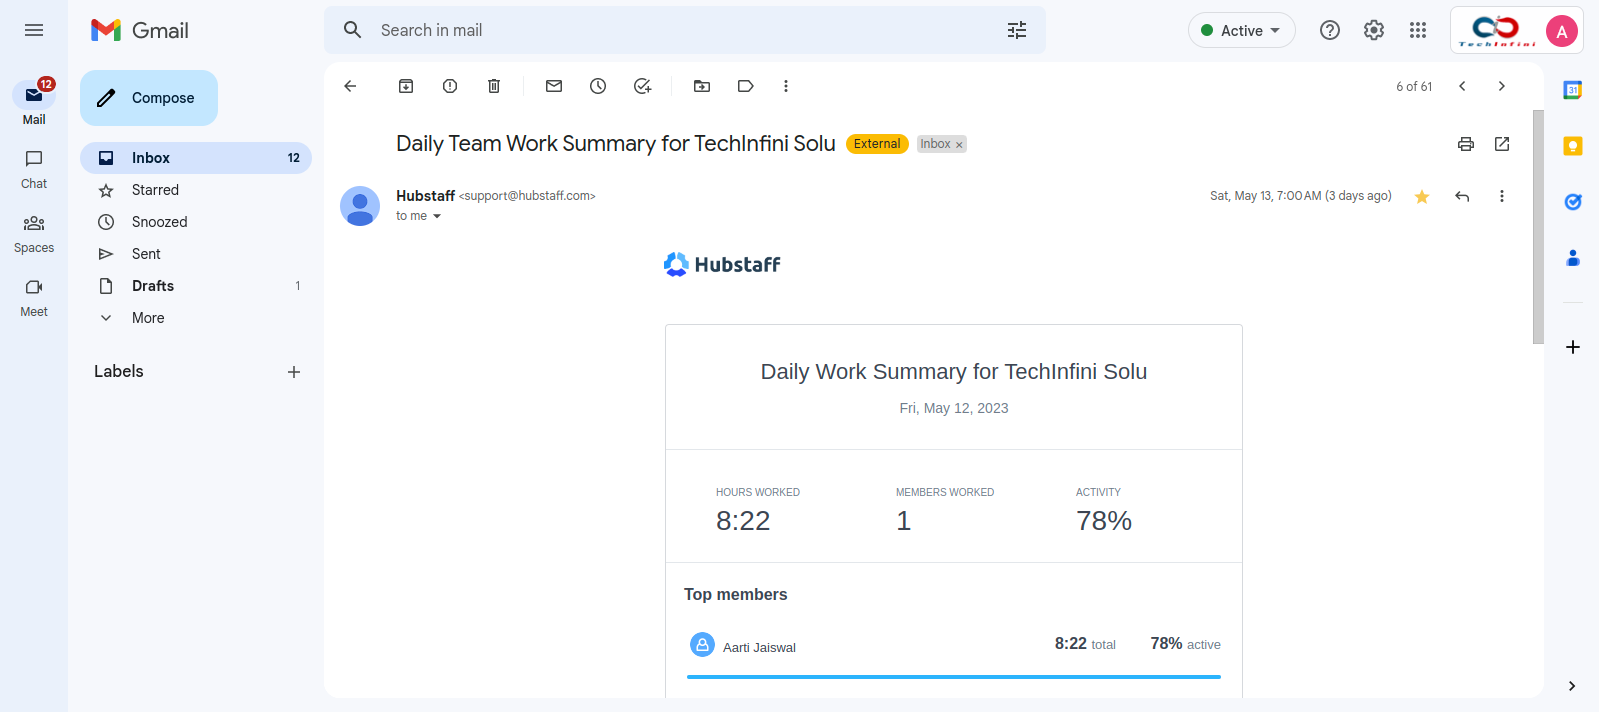 Gmail
Search in mail
Active
TechInfini
A
12
Mail
Chat
Spaces
Meet
Compose
Inbox 12
Starred
Snoozed
Sent
Drafts 1
More
Labels
6 of 61
31
Daily Team Work Summary for TechInfini Solu External Inbox ×
Hubstaff <support@hubstaff.com> Sat, May 13, 7:00 AM (3 days ago)
to me
Hubstaff
Daily Work Summary for TechInfini Solu
Fri, May 12, 2023
HOURS WORKED MEMBERS WORKED ACTIVITY
8:22 1 78%
Top members
Aarti Jaiswal 8:22 total 78% active